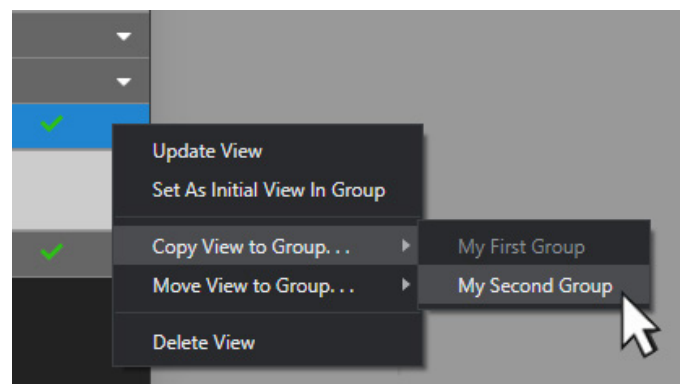 Update View
Set As Initial View In Group
Copy View to Group. . .
My First Group
Move View to Group. . .
My Second Group
Delete View